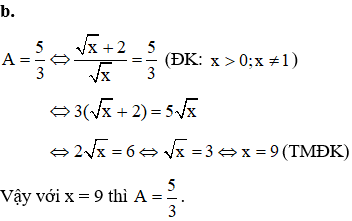 b.
A = 5/3 ⇔ (√x + 2)/√x = 5/3 (ĐK: x > 0; x ≠ 1)
⇔ 3(√x + 2) = 5√x
⇔ 2√x = 6 ⇔ √x = 3 ⇔ x = 9 (TMĐK)
Vậy với x = 9 thì A = 5/3.